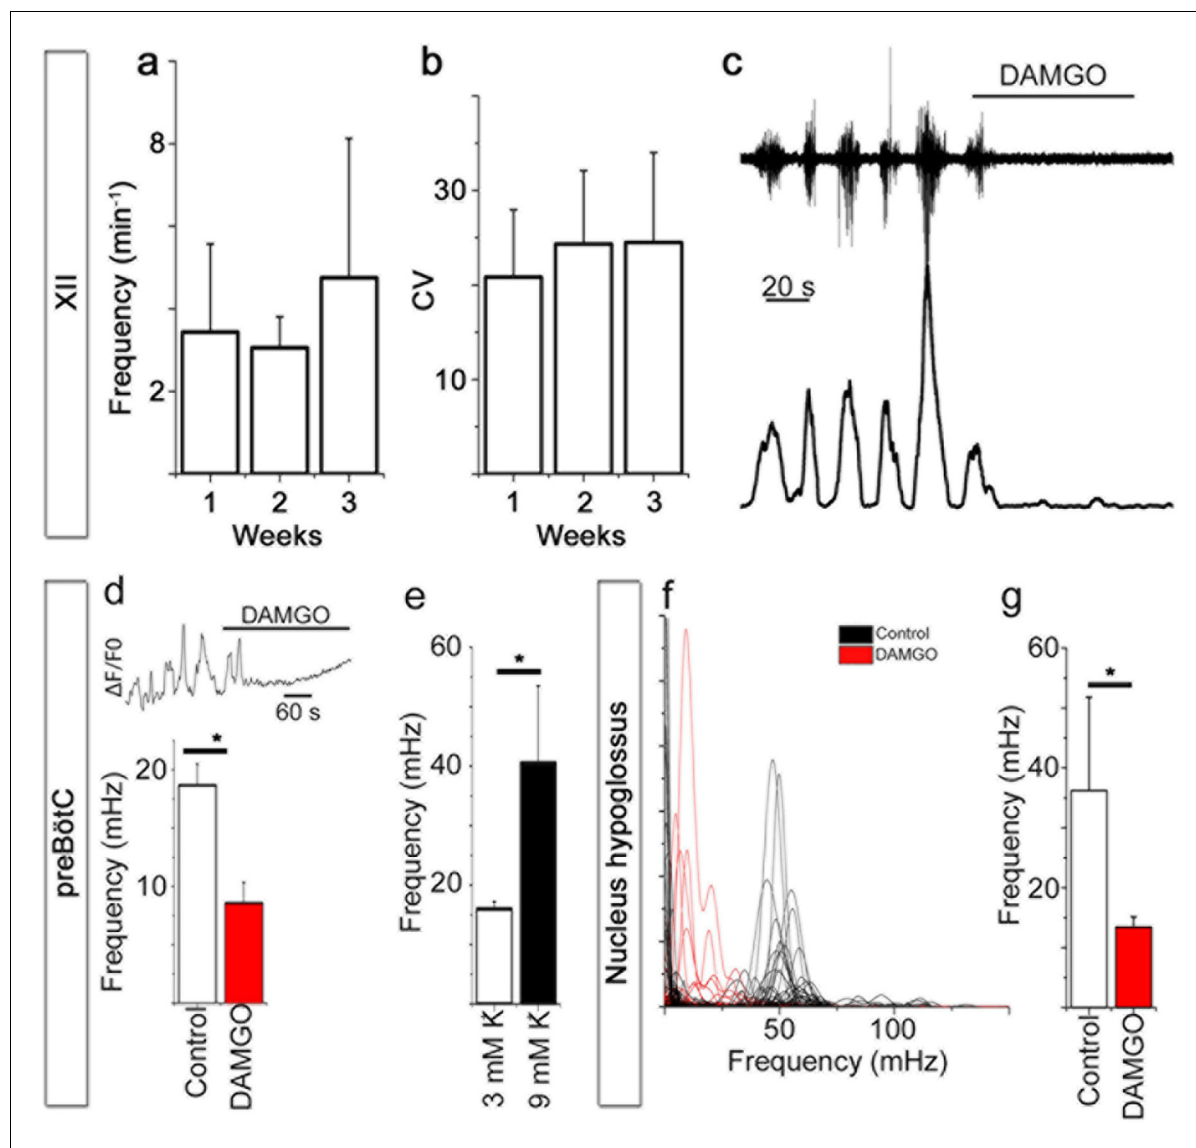 XII
a
Frequency (min⁻¹)
8
2
1 2 3
Weeks
b
CV
30
10
1 2 3
Weeks
c
DAMGO
20 s
preBötC
d
DAMGO
ΔF/F0
60 s
*
Frequency (mHz)
20
10
Control
DAMGO
e
Frequency (mHz)
60
40
20
*
3 mM K
9 mM K
Nucleus hypoglossus
f
Control
DAMGO
50 100
Frequency (mHz)
g
Frequency (mHz)
60
40
20
*
Control
DAMGO